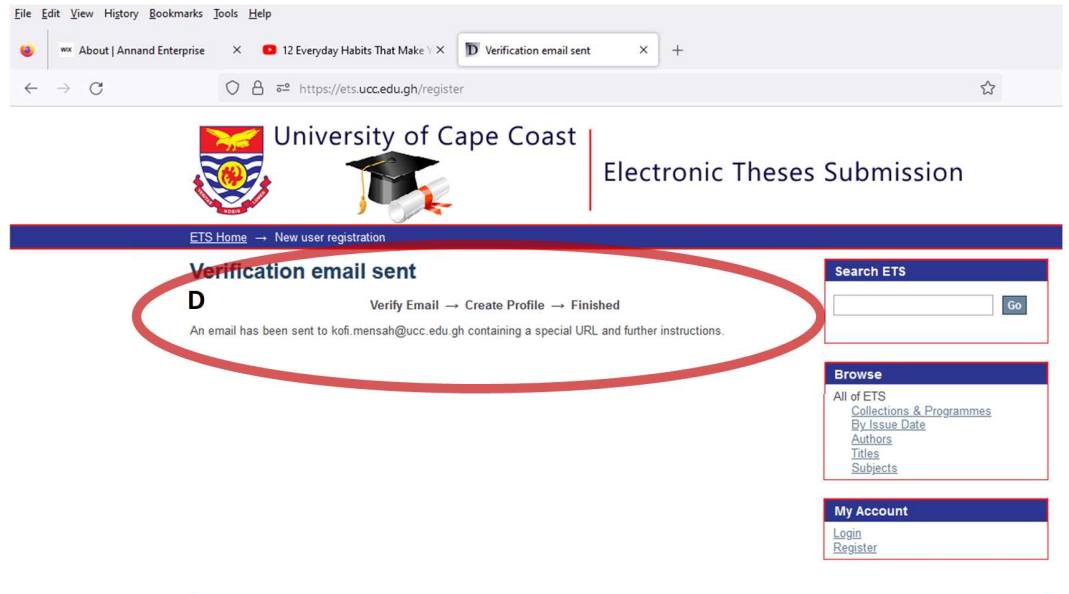 File Edit View History Bookmarks Tools Help
WIX About | Annand Enterprise × 12 Everyday Habits That Make × Verification email sent × +
https://ets.ucc.edu.gh/register
University of Cape Coast
Electronic Theses Submission
NOBIS
ETS Home → New user registration
Verification email sent
D
Verify Email → Create Profile → Finished
An email has been sent to kofi.mensah@ucc.edu.gh containing a special URL and further instructions.
Search ETS
Go
Browse
All of ETS
Collections & Programmes
By Issue Date
Authors
Titles
Subjects
My Account
Login
Register